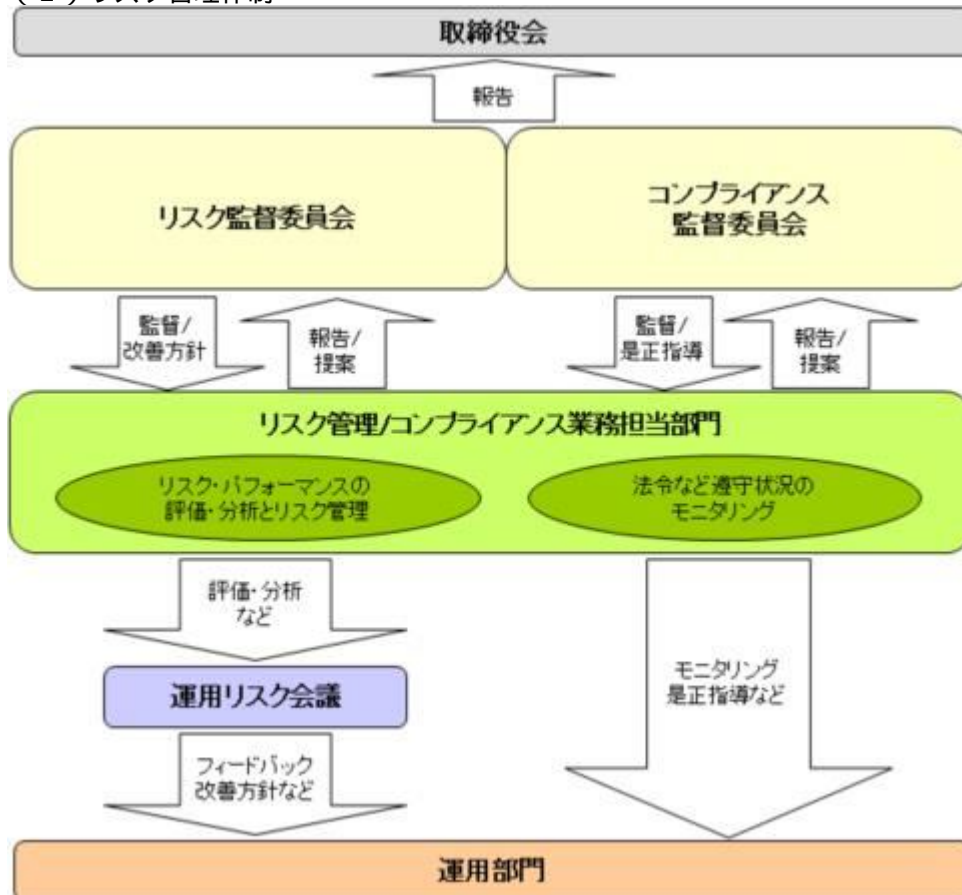 取締役会
報告
リスク監督委員会
コンプライアンス
監督委員会
監督/
改善方針
報告/
提案
監督/
是正指導
報告/
提案
リスク管理/コンプライアンス業務担当部門
リスク・パフォーマンスの
評価・分析とリスク管理
法令など遵守状況の
モニタリング
評価・分析
など
運用リスク会議
モニタリング
是正指導など
フィードバック
改善方針など
運用部門